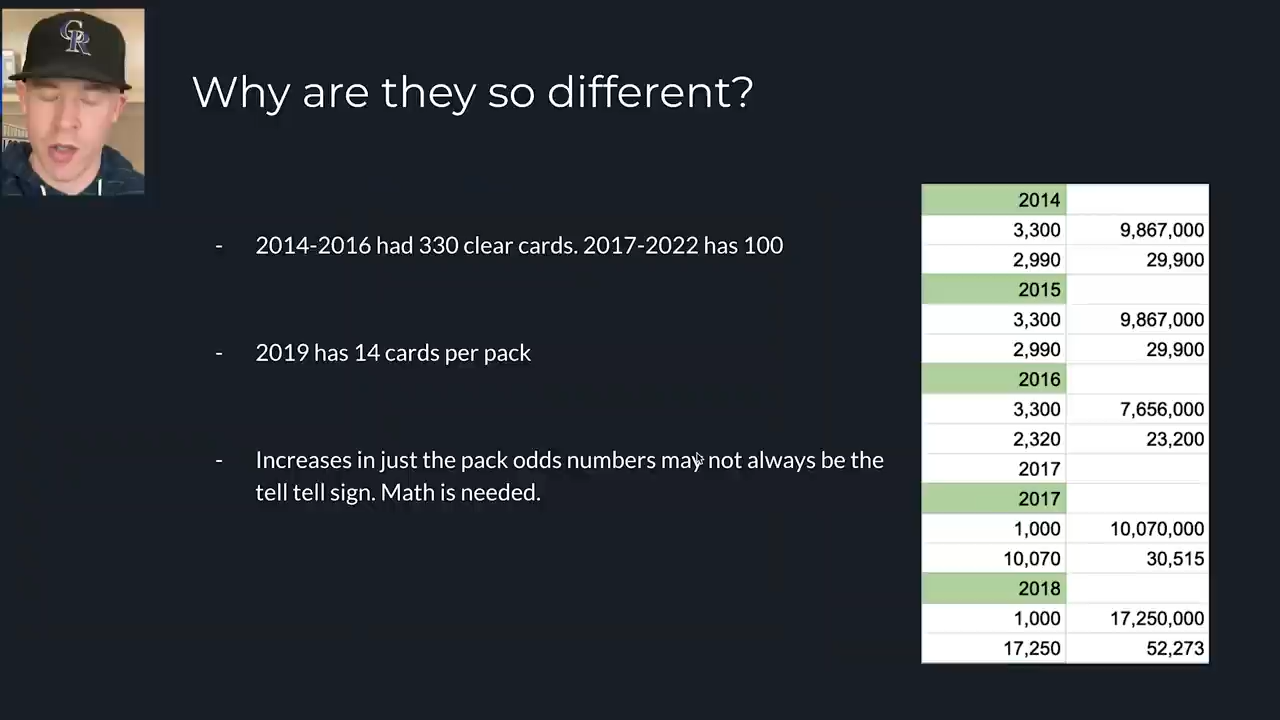 CR
Why are they so different?
- 2014-2016 had 330 clear cards. 2017-2022 has 100
- 2019 has 14 cards per pack
- Increases in just the pack odds numbers may not always be the
tell tell sign. Math is needed.
2014
3,300 9,867,000
2,990 29,900
2015
3,300 9,867,000
2,990 29,900
2016
3,300 7,656,000
2,320 23,200
2017
2017
1,000 10,070,000
10,070 30,515
2018
1,000 17,250,000
17,250 52,273